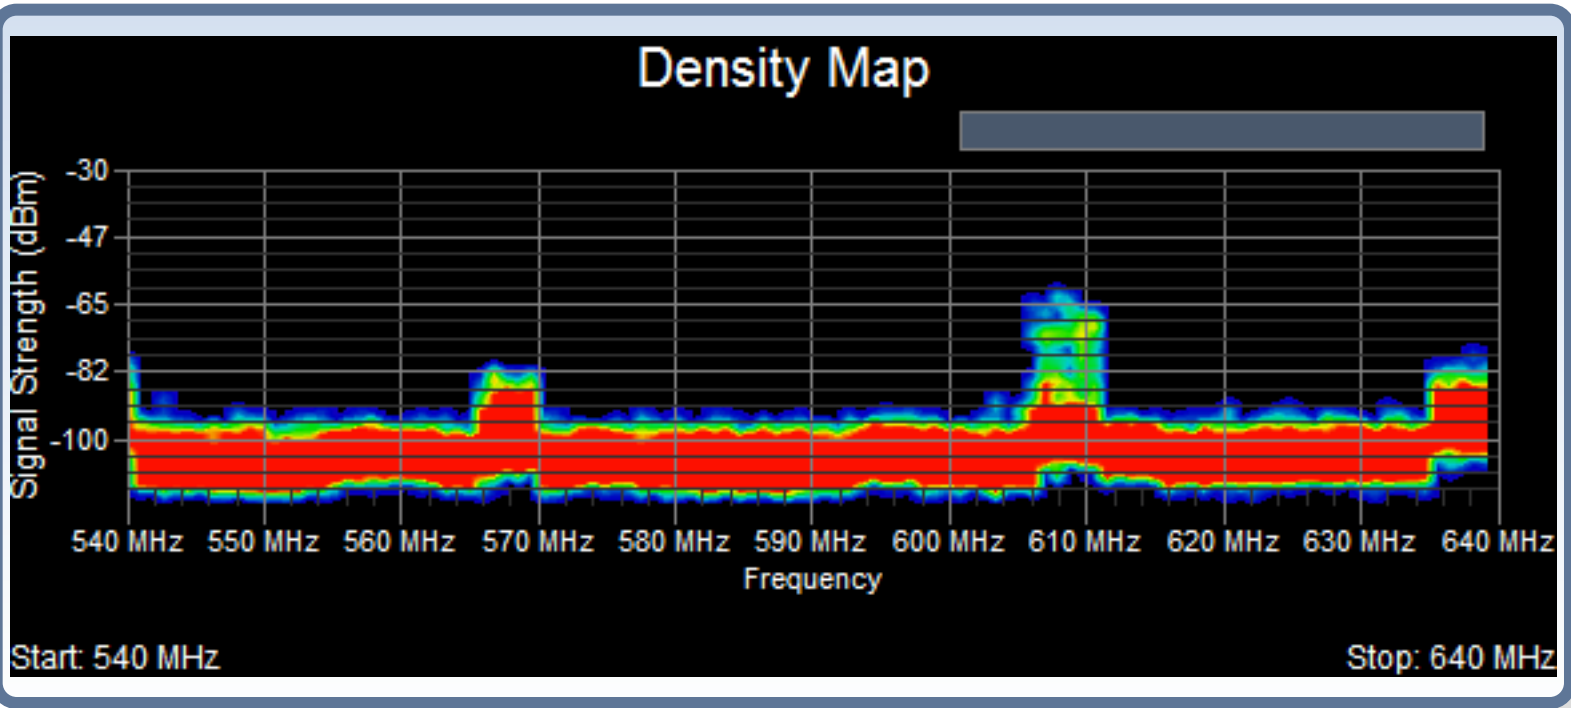 Density Map
Signal Strength (dBm)
-30
-47
-65
-82
-100
540 MHz 550 MHz 560 MHz 570 MHz 580 MHz 590 MHz 600 MHz 610 MHz 620 MHz 630 MHz 640 MHz
Frequency
Start: 540 MHz
Stop: 640 MHz